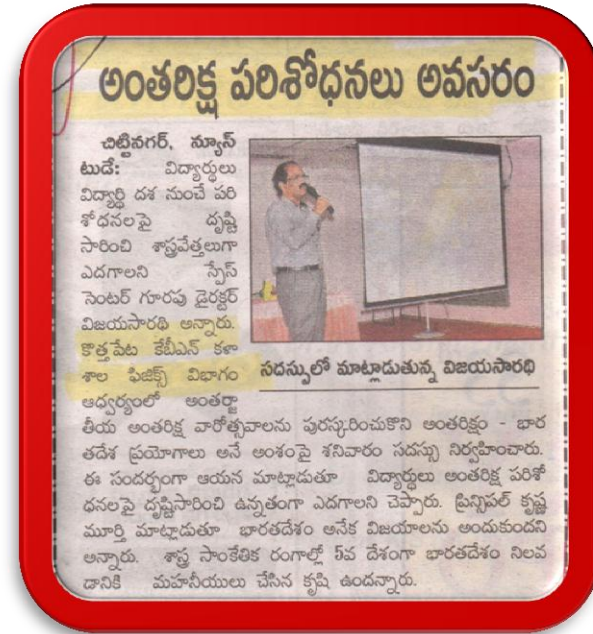 అంతరిక్ష పరిశోధనలు అవసరం
చిట్టినగర్, న్యూస్
టుడే: విద్యార్థులు
విద్యార్థి దశ నుంచే పరి
శోధనలపై దృష్టి
సారించి శాస్త్రవేత్తలుగా
ఎదగాలని స్పేస్
సెంటర్ గూరపు డైరక్టర్
విజయసారథి అన్నారు.
కొత్తపేట కేబీఎన్ కళా
శాల ఫిజిక్స్ విభాగం
ఆధ్వర్యంలో అంతర్జా
సదస్సులో మాట్లాడుతున్న విజయసారథి
తీయ అంతరిక్ష వారోత్సవాలను పురస్కరించుకొని అంతరిక్షం - భార
తదేశ ప్రయోగాలు అనే అంశంపై శనివారం సదస్సు నిర్వహించారు.
ఈ సందర్భంగా ఆయన మాట్లాడుతూ విద్యార్థులు అంతరిక్ష పరిశో
ధనలపై దృష్టిసారించి ఉన్నతంగా ఎదగాలని చెప్పారు. ప్రిన్సిపల్ కృష్ణ
మూర్తి మాట్లాడుతూ భారతదేశం అనేక విజయాలను అందుకుందని
అన్నారు. శాస్త్ర సాంకేతిక రంగాల్లో 5వ దేశంగా భారతదేశం నిలవ
డానికి మహనీయులు చేసిన కృషి ఉందన్నారు.